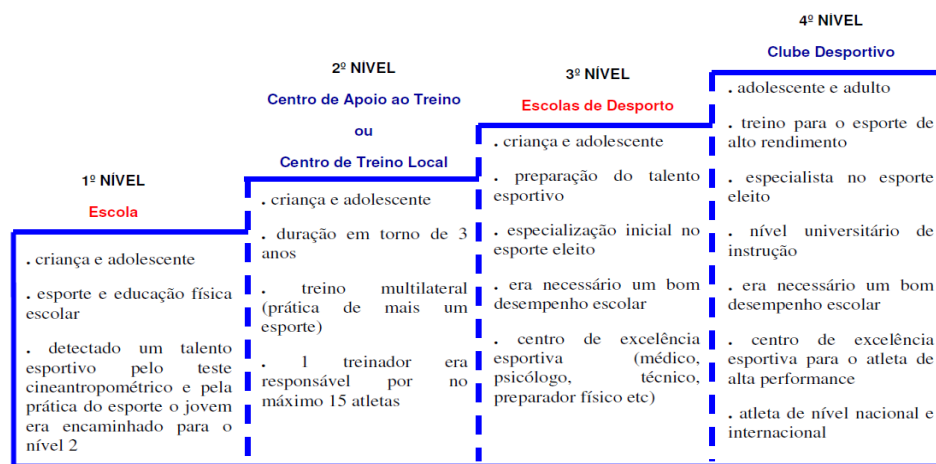 1º NÍVEL
Escola
. criança e adolescente
. esporte e educação física
escolar
. detectado um talento
esportivo pelo teste
cineantropométrico e pela
prática do esporte o jovem
era encaminhado para o
nível 2
2º NÍVEL
Centro de Apoio ao Treino
ou
Centro de Treino Local
. criança e adolescente
. duração em torno de 3
anos
. treino multilateral
(prática de mais um
esporte)
. 1 treinador era
responsável por no
máximo 15 atletas
3º NÍVEL
Escolas de Desporto
. criança e adolescente
. preparação do talento
esportivo
. especialização inicial no
esporte eleito
. era necessário um bom
desempenho escolar
. centro de excelência
esportiva (médico,
psicólogo, técnico,
preparador físico etc)
4º NÍVEL
Clube Desportivo
. adolescente e adulto
. treino para o esporte de
alto rendimento
. especialista no esporte
eleito
. nível universitário de
instrução
. era necessário um bom
desempenho escolar
. centro de excelência
esportiva para o atleta de
alta performance
. atleta de nível nacional e
internacional